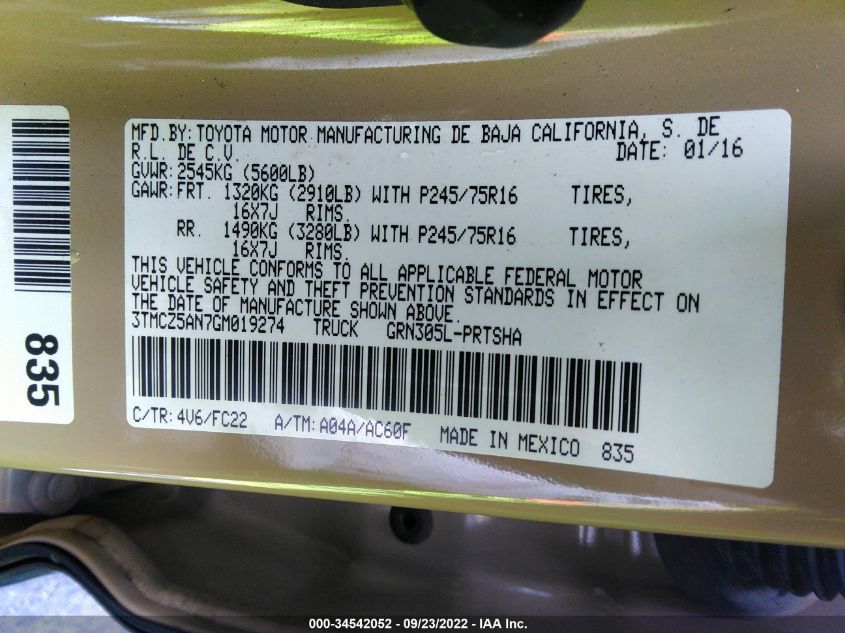 MFD. BY: TOYOTA MOTOR MANUFACTURING DE BAJA CALIFORNIA, S. DE
R.L. DE C.V. DATE: 01/16
GVWR: 2545KG (5600LB)
GAWR: FRT. 1320KG (2910LB) WITH P245/75R16 TIRES,
16X7J RIMS.
RR. 1490KG (3280LB) WITH P245/75R16 TIRES,
16X7J RIMS.
THIS VEHICLE CONFORMS TO ALL APPLICABLE FEDERAL MOTOR
VEHICLE SAFETY AND THEFT PREVENTION STANDARDS IN EFFECT ON
THE DATE OF MANUFACTURE SHOWN ABOVE.
3TMCZ5AN7GM019274 TRUCK GRN305L-PRTSHA
C/TR: 4V6/FC22 A/TM: A04A/AC60F MADE IN MEXICO 835
835
000-34542052 - 09/23/2022 - IAA Inc.